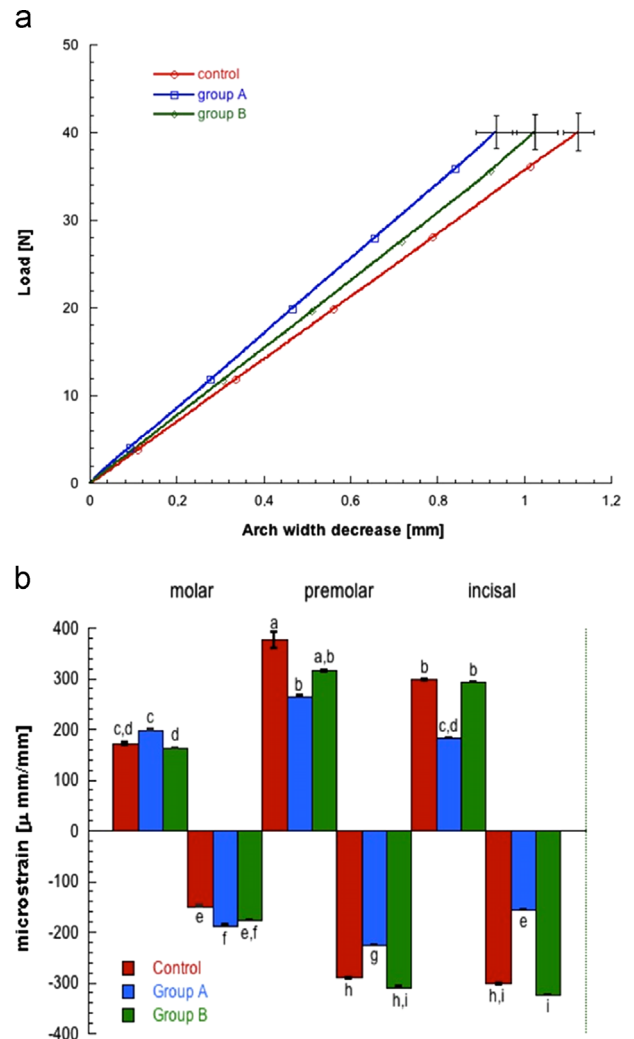 a
50
control
group A
group B
40
30
20
10
0
Load [N]
0 0,2 0,4 0,6 0,8 1 1,2
Arch width decrease [mm]
b
molar premolar incisal
400
300
200
100
0
-100
-200
-300
-400
microstrain [μ mm/mm]
c,d c d a b a,b b c,d b
e f e,f h g h,i h,i e i
Control
Group A
Group B